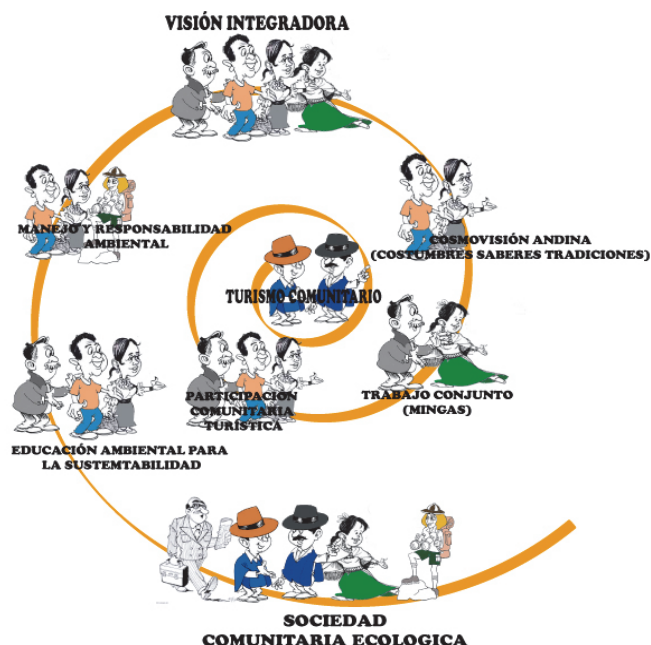 VISIÓN INTEGRADORA
MANEJO Y RESPONSABILIDAD
AMBIENTAL
COSMOVISIÓN ANDINA
(COSTUMBRES SABERES TRADICIONES)
TURISMO COMUNITARIO
PARTICIPACION
COMUNITARIA
TURÍSTICA
TRABAJO CONJUNTO
(MINGAS)
EDUCACIÓN AMBIENTAL PARA
LA SUSTEMTABILIDAD
SOCIEDAD
COMUNITARIA ECOLOGICA